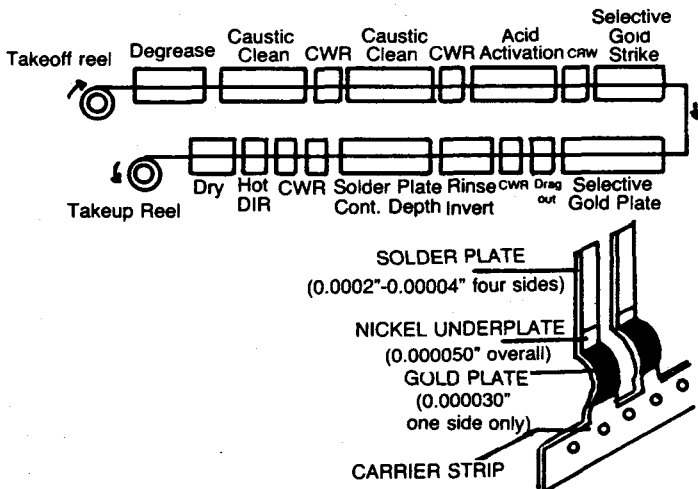 Takeoff reel
Degrease
Caustic
Clean
CWR
Caustic
Clean
CWR
Acid
Activation
CRW
Selective
Gold
Strike
Takeup Reel
Dry
Hot
DIR
CWR
Solder Plate
Cont. Depth
Rinse
Invert
CWR
Drag
out
Selective
Gold Plate
SOLDER PLATE
(0.0002"-0.00004" four sides)
NICKEL UNDERPLATE
(0.000050" overall)
GOLD PLATE
(0.000030"
one side only)
CARRIER STRIP